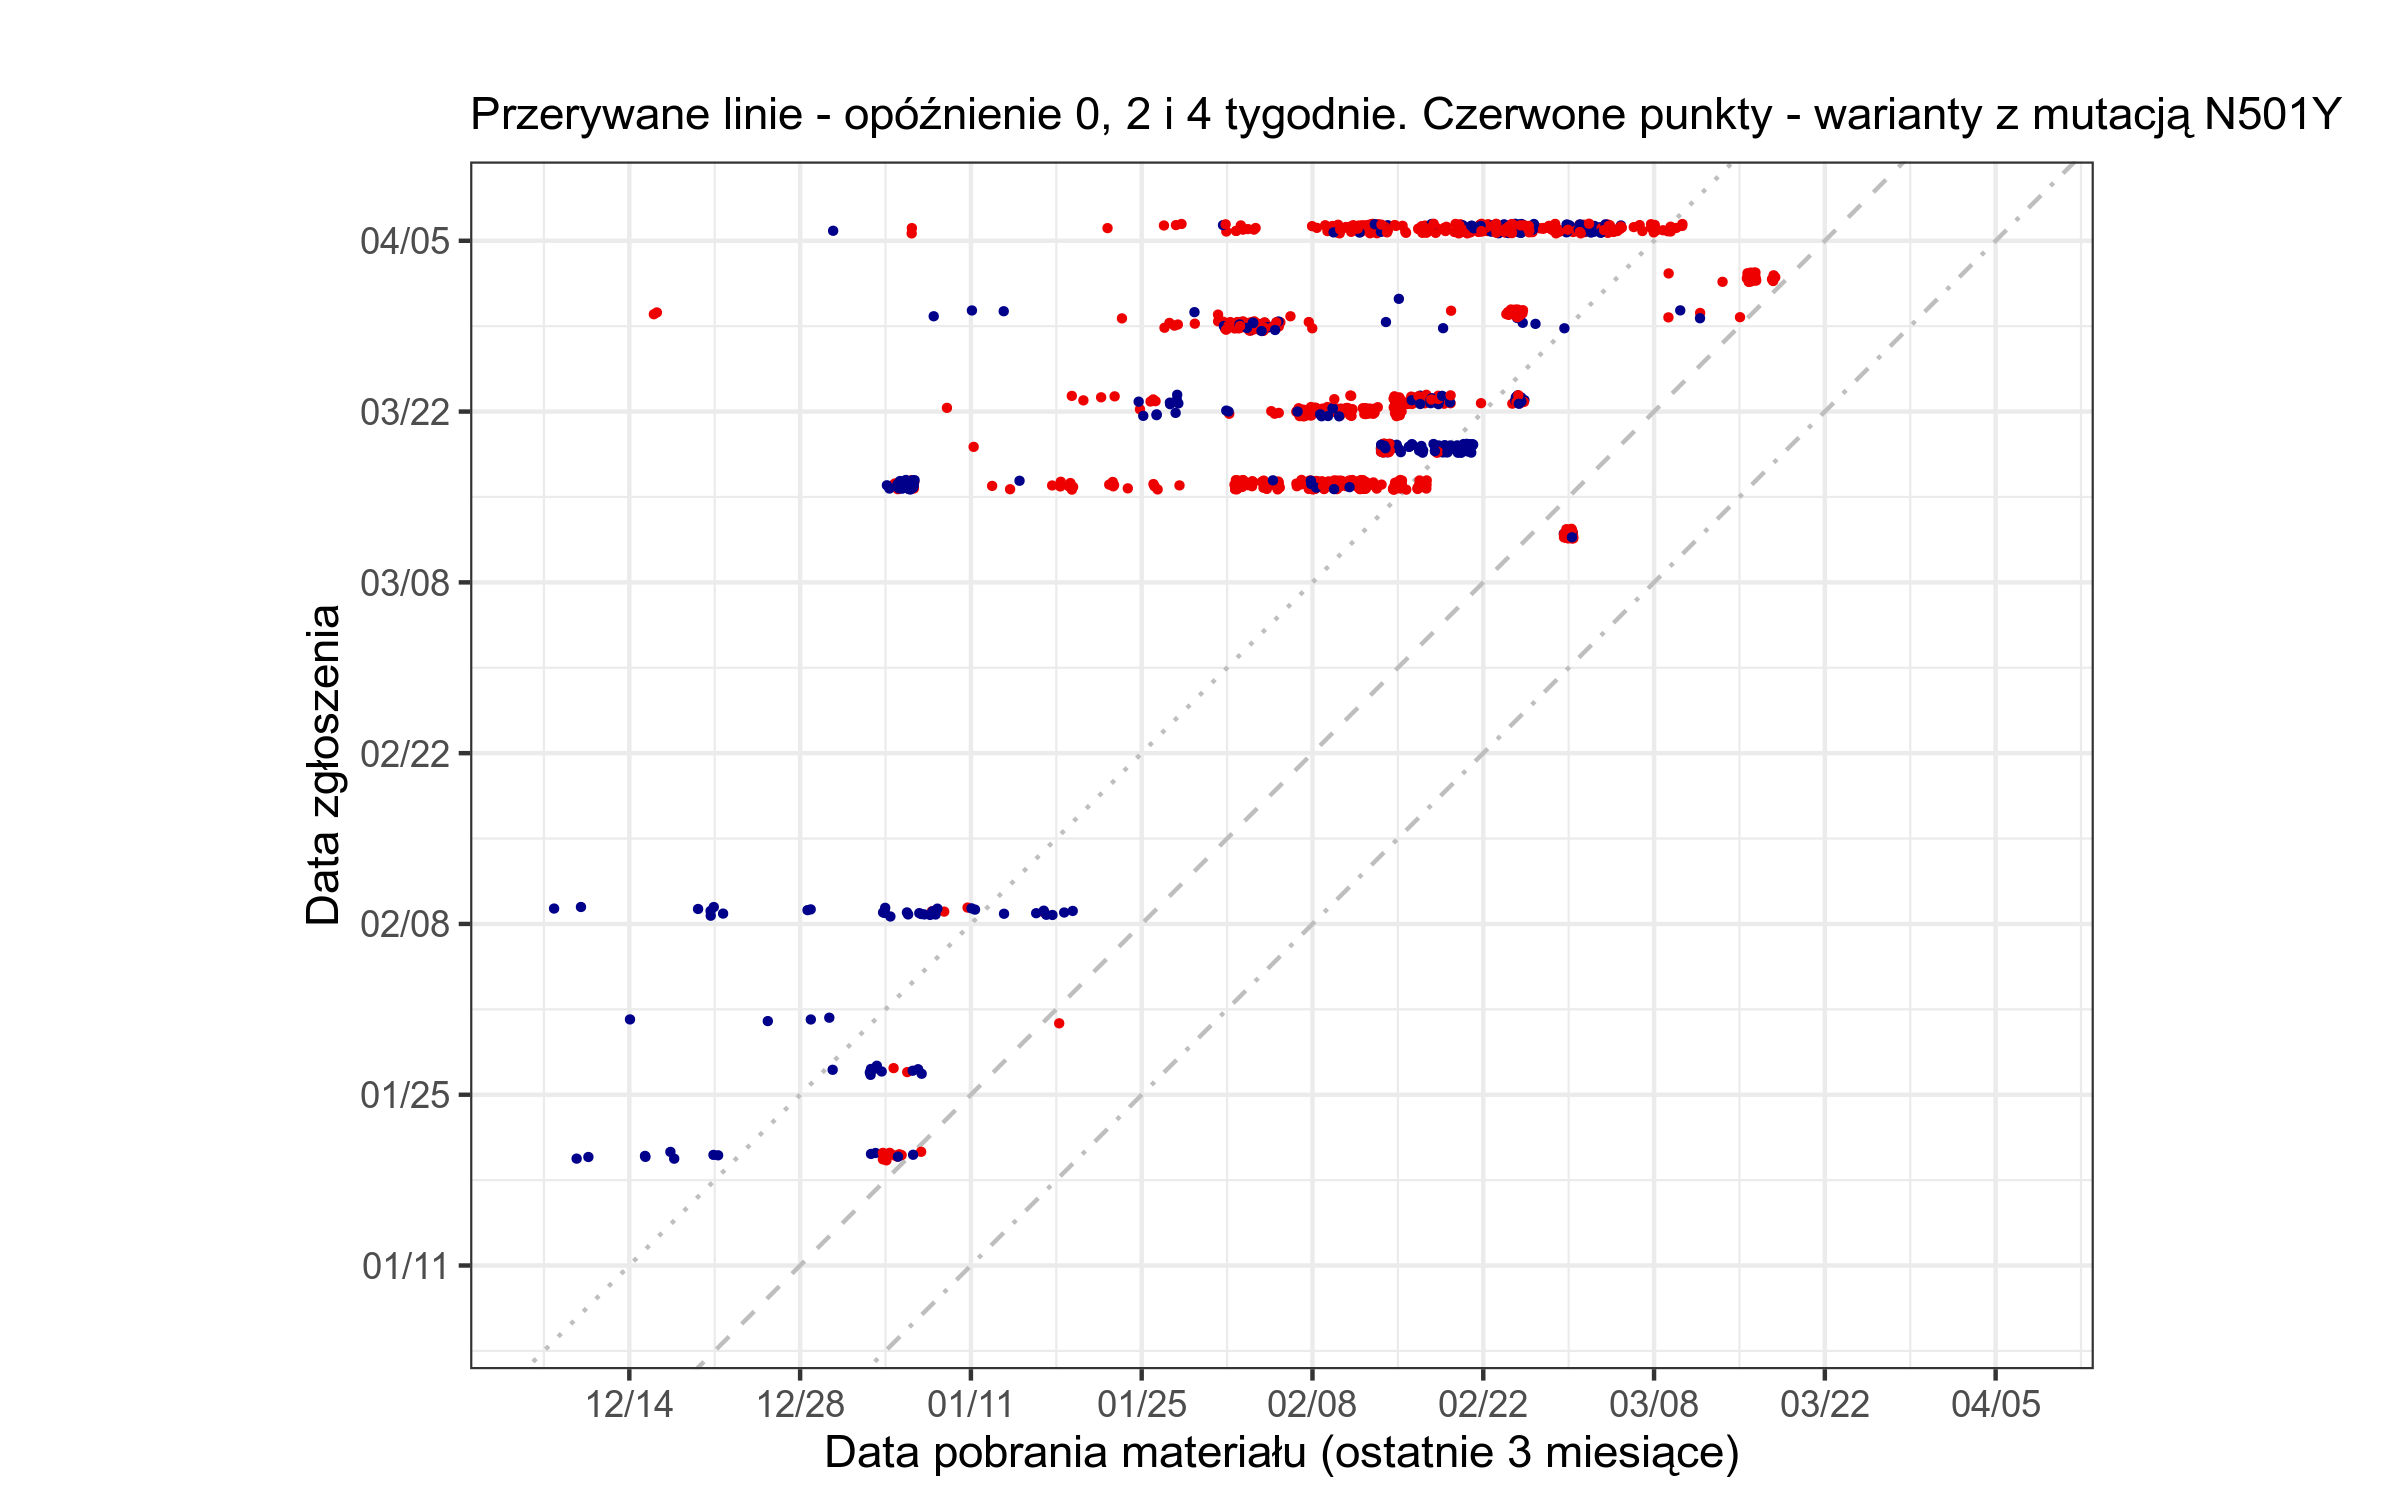 Przerywane linie - opóźnienie 0, 2 i 4 tygodnie. Czerwone punkty - warianty z mutacją N501Y
Data zgłoszenia
04/05
03/22
03/08
02/22
02/08
01/25
01/11
12/14 12/28 01/11 01/25 02/08 02/22 03/08 03/22 04/05
Data pobrania materiału (ostatnie 3 miesiące)